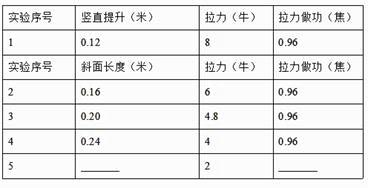 实验序号 竖直提升（米） 拉力（牛） 拉力做功（焦）
1 0.12 8 0.96
实验序号 斜面长度（米） 拉力（牛） 拉力做功（焦）
2 0.16 6 0.96
3 0.20 4.8 0.96
4 0.24 4 0.96
5 ______ 2 ______